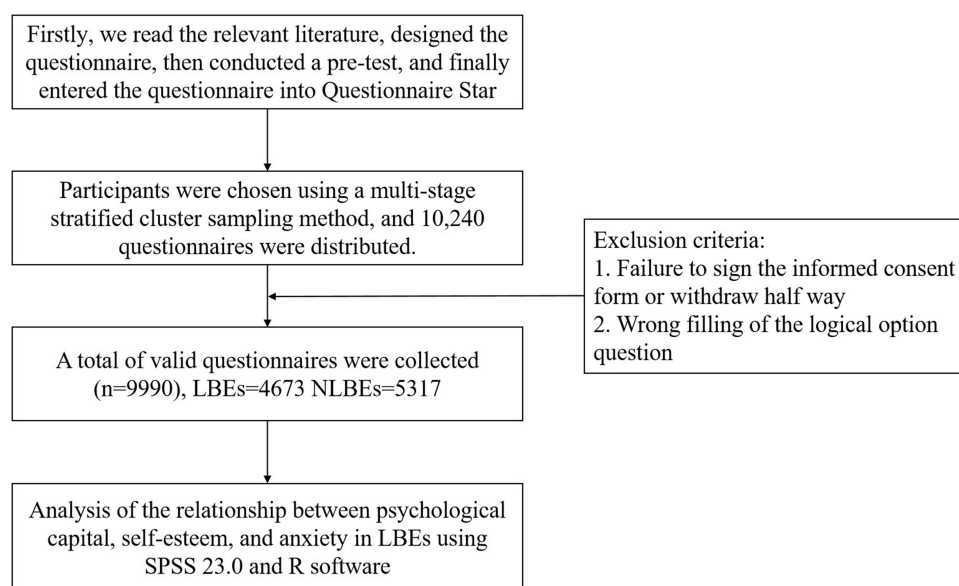 Firstly, we read the relevant literature, designed the
questionnaire, then conducted a pre-test, and finally
entered the questionnaire into Questionnaire Star
Participants were chosen using a multi-stage
stratified cluster sampling method, and 10,240
questionnaires were distributed.
Exclusion criteria:
1. Failure to sign the informed consent
form or withdraw half way
2. Wrong filling of the logical option
question
A total of valid questionnaires were collected
(n=9990), LBEs=4673 NLBEs=5317
Analysis of the relationship between psychological
capital, self-esteem, and anxiety in LBEs using
SPSS 23.0 and R software